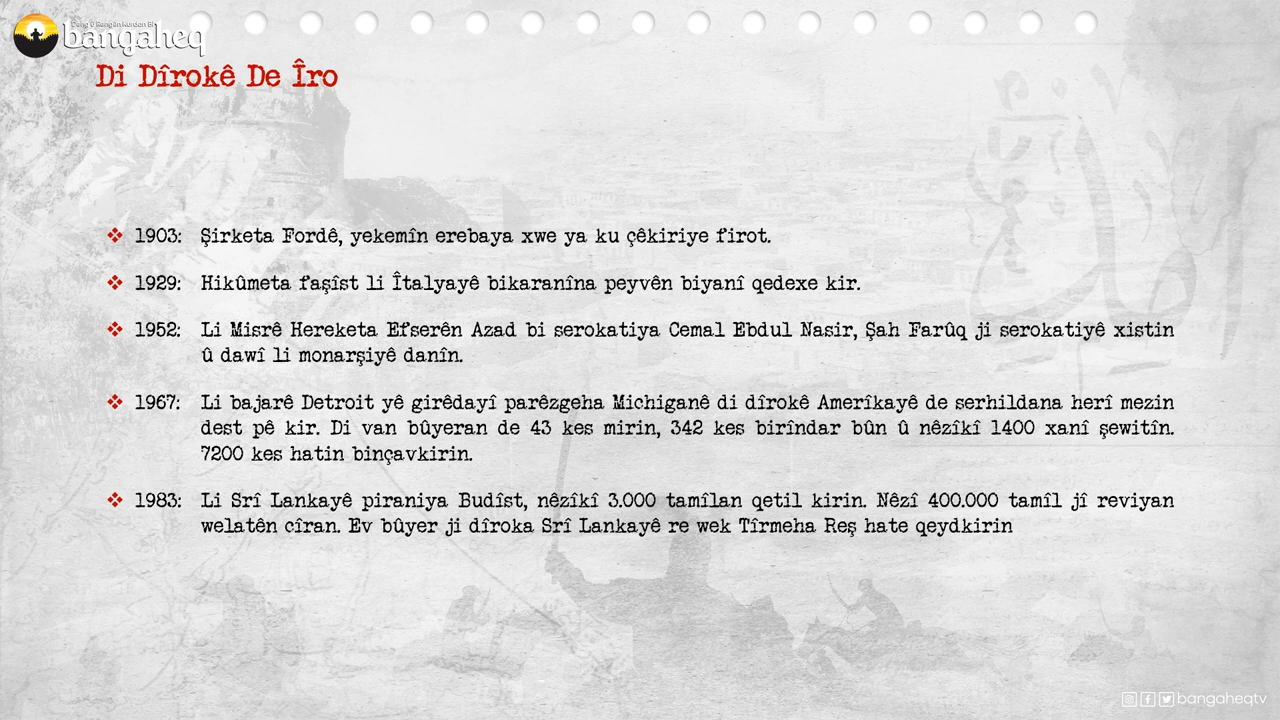 Deng û Rengên Kurdan Bî
bangaheq
Di Dîrokê De Îro
❖ 1903: Şirketa Fordê, yekemîn erebaya xwe ya ku çêkiriye firot.
❖ 1929: Hikûmeta faşîst li Îtalyayê bikaranîna peyvên biyanî qedexe kir.
❖ 1952: Li Misrê Hereketa Efserên Azad bi serokatiya Cemal Ebdul Nasir, Şah Farûq ji serokatiyê xistin
û dawî li monarşiyê danîn.
❖ 1967: Li bajarê Detroit yê girêdayî parêzgeha Michiganê di dîrokê Amerîkayê de serhildana herî mezin
dest pê kir. Di van bûyeran de 43 kes mirin, 342 kes birîndar bûn û nêzîkî 1400 xanî şewitîn.
7200 kes hatin binçavkirin.
❖ 1983: Li Srî Lankayê piraniya Budîst, nêzîkî 3.000 tamîlan qetil kirin. Nêzî 400.000 tamîl jî reviyan
welatên cîran. Ev bûyer ji dîroka Srî Lankayê re wek Tîrmeha Reş hate qeydkirin
bangaheqtv